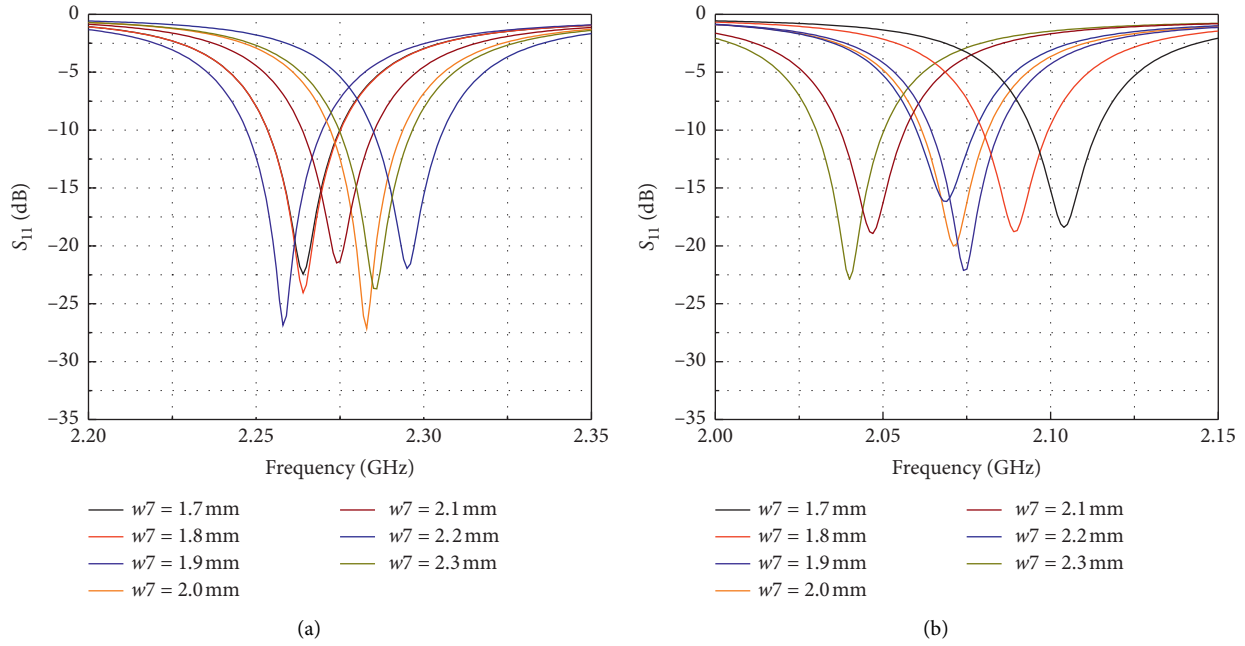 0
−5
−10
−15
−20
−25
−30
−35
S11 (dB)
2.20 2.25 2.30 2.35
Frequency (GHz)
w7 = 1.7 mm w7 = 2.1 mm
w7 = 1.8 mm w7 = 2.2 mm
w7 = 1.9 mm w7 = 2.3 mm
w7 = 2.0 mm
(a)
0
−5
−10
−15
−20
−25
−30
−35
S11 (dB)
2.00 2.05 2.10 2.15
Frequency (GHz)
w7 = 1.7 mm w7 = 2.1 mm
w7 = 1.8 mm w7 = 2.2 mm
w7 = 1.9 mm w7 = 2.3 mm
w7 = 2.0 mm
(b)